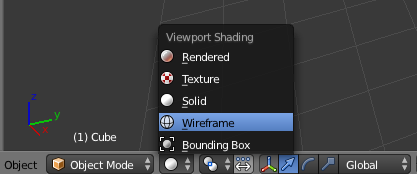 Viewport Shading
Rendered
Texture
Solid
Wireframe
Bounding Box
z
y
x
(1) Cube
Object
Object Mode
Global